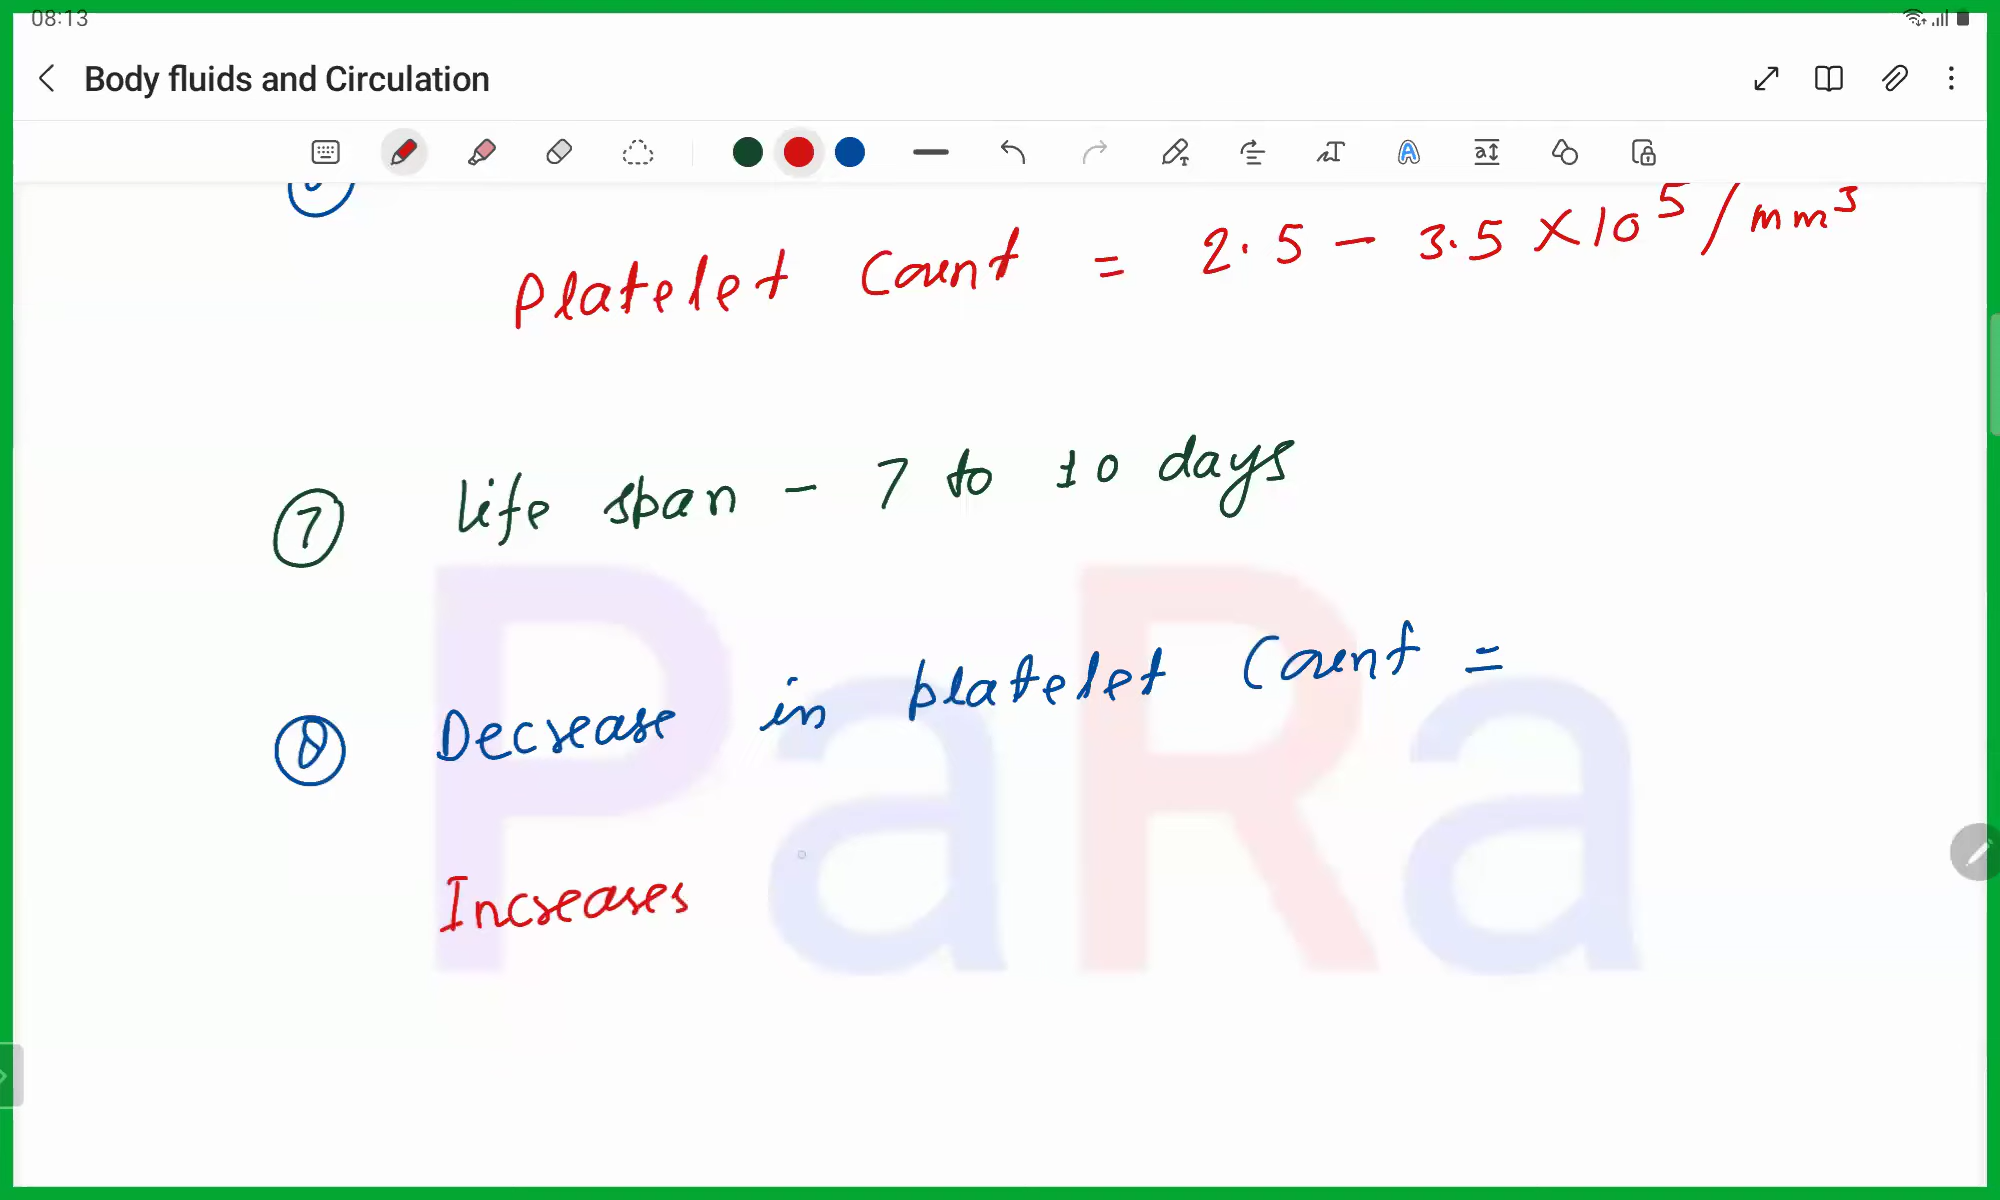 08:13
Body fluids and Circulation
Platelet Count = 2.5 - 3.5 × 10⁵ / mm³
7 life span - 7 to 10 days
8 Decrease in platelet Count =
Increases
PaRa